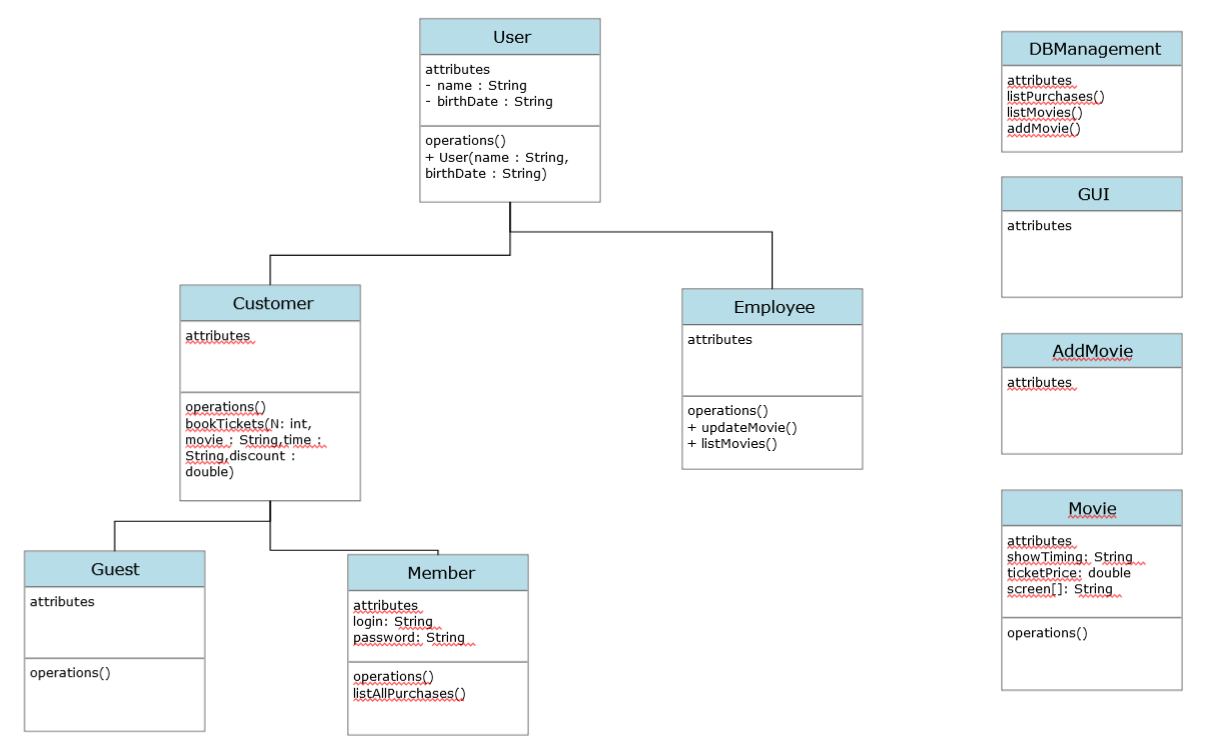 User
attributes
- name : String
- birthDate : String
operations()
+ User(name : String,
birthDate : String)
Customer
attributes
operations()
bookTickets(N: int,
movie : String,time :
String,discount :
double)
Employee
attributes
operations()
+ updateMovie()
+ listMovies()
Guest
attributes
operations()
Member
attributes
login: String
password: String
operations()
listAllPurchases()
DBManagement
attributes
listPurchases()
listMovies()
addMovie()
GUI
attributes
AddMovie
attributes
Movie
attributes
showTiming: String
ticketPrice: double
screen[]: String
operations()